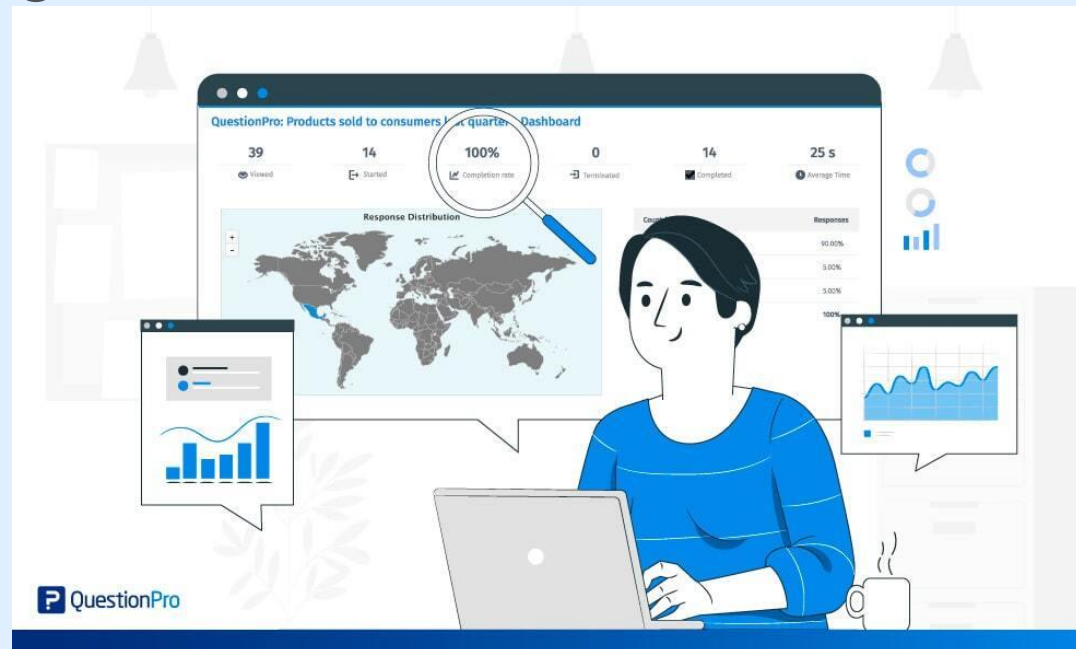 QuestionPro: Products sold to consumers last quarter - Dashboard
39
Viewed
14
Started
100%
Completion rate
0
Terminated
14
Completed
25 s
Average Time
Response Distribution
+
-
Responses
90.00%
5.00%
5.00%
100%
QuestionPro